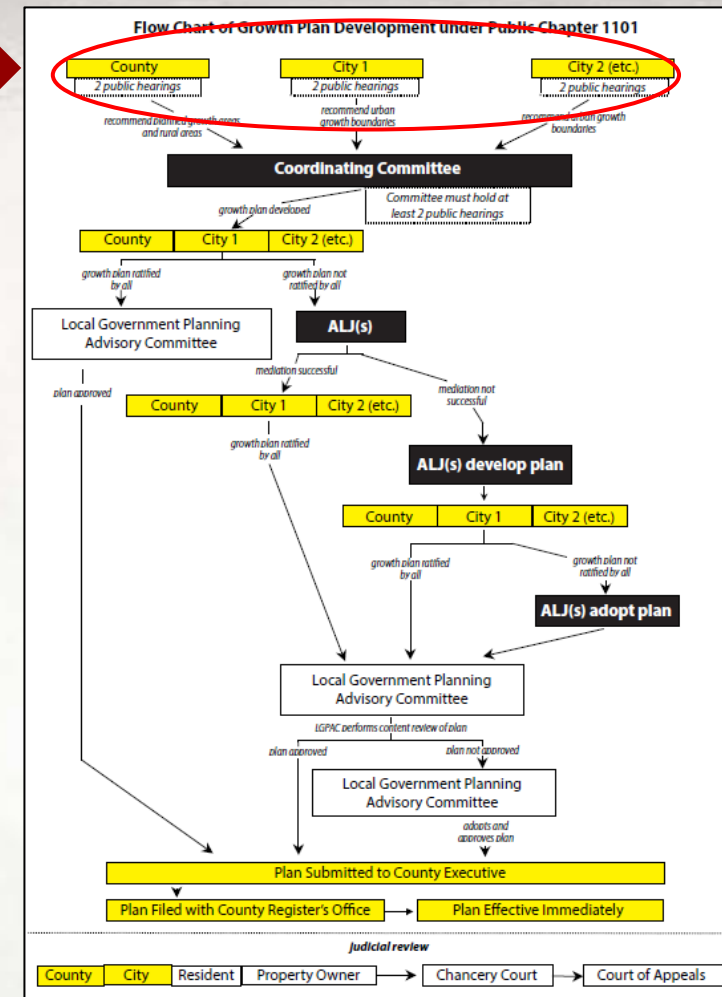 Flow Chart of Growth Plan Development under Public Chapter 1101
County
City 1
City 2 (etc.)
2 public hearings
2 public hearings
2 public hearings
recommend planned growth areas
and rural areas
recommend urban
growth boundaries
recommend urban growth
boundaries
Coordinating Committee
Committee must hold at
least 2 public hearings
growth plan developed
County City 1 City 2 (etc.)
growth plan ratified
by all
growth plan not
ratified by all
Local Government Planning
Advisory Committee
ALJ(s)
mediation successful
mediation not
successful
plan approved
County City 1 City 2 (etc.)
growth plan ratified
by all
ALJ(s) develop plan
County City 1 City 2 (etc.)
growth plan ratified
by all
growth plan not
ratified by all
ALJ(s) adopt plan
Local Government Planning
Advisory Committee
LGPAC performs content review of plan
plan approved
plan not approved
Local Government Planning
Advisory Committee
adopts and
approves plan
Plan Submitted to County Executive
Plan Filed with County Register's Office
Plan Effective Immediately
Judicial review
County City Resident Property Owner Chancery Court Court of Appeals